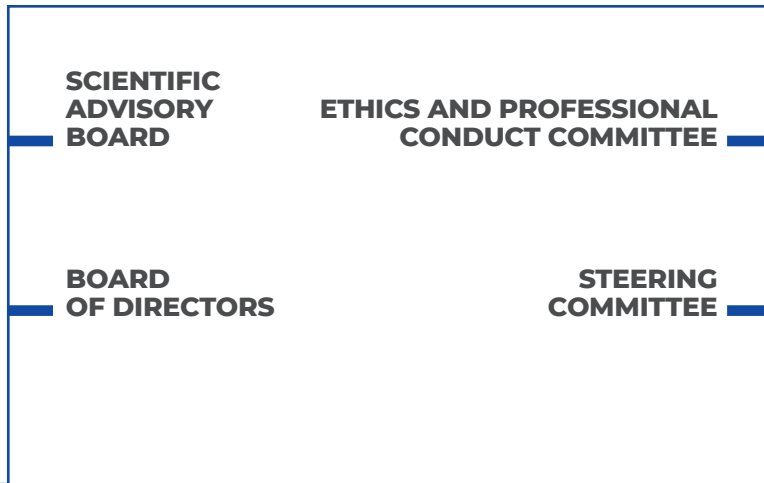 SCIENTIFIC
ADVISORY
BOARD
ETHICS AND PROFESSIONAL
CONDUCT COMMITTEE
BOARD
OF DIRECTORS
STEERING
COMMITTEE